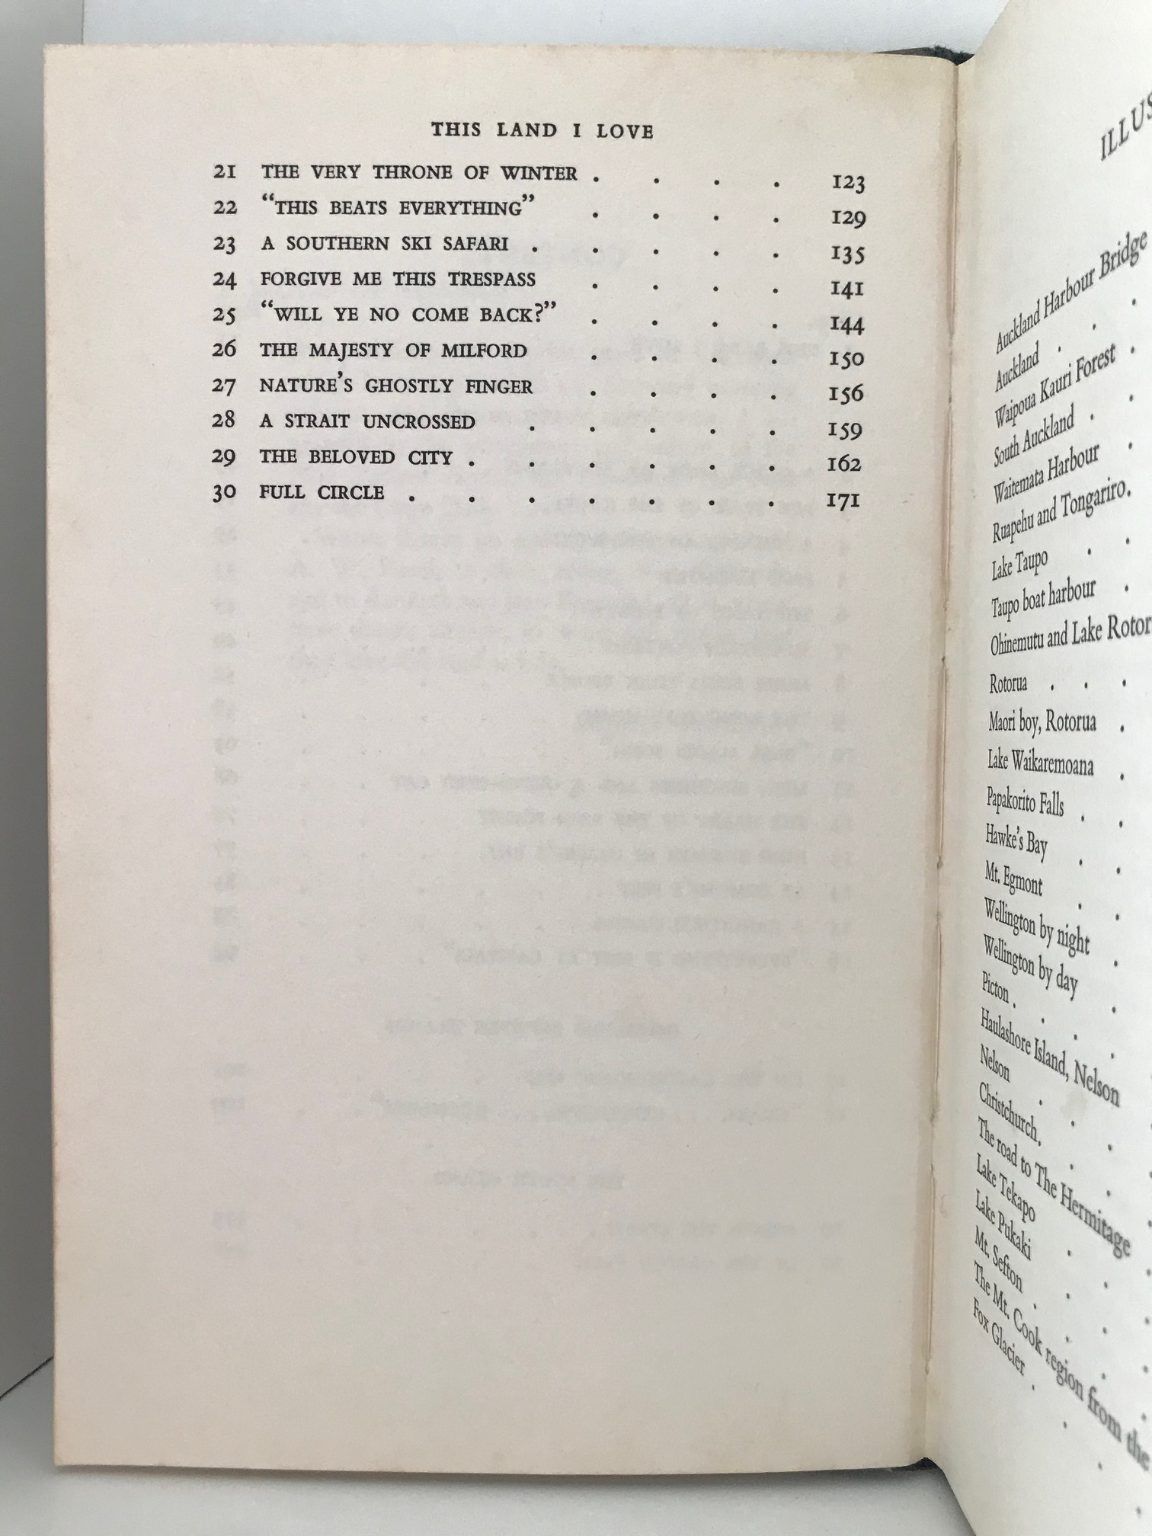 THIS LAND I LOVE
21 THE VERY THRONE OF WINTER . . . . 123
22 "THIS BEATS EVERYTHING" . . . . 129
23 A SOUTHERN SKI SAFARI . . . . . 135
24 FORGIVE ME THIS TRESPASS . . . . 141
25 "WILL YE NO COME BACK?" . . . . 144
26 THE MAJESTY OF MILFORD . . . . 150
27 NATURE'S GHOSTLY FINGER . . . . 156
28 A STRAIT UNCROSSED . . . . . 159
29 THE BELOVED CITY . . . . . . 162
30 FULL CIRCLE . . . . . . . 171
ILLUS
Auckland Harbour Bridge
Auckland . . .
Waipoua Kauri Forest .
South Auckland . .
Waitemata Harbour .
Ruapehu and Tongariro.
Lake Taupo . .
Taupo boat harbour .
Ohinemutu and Lake Rotor
Rotorua . . .
Maori boy, Rotorua .
Lake Waikaremoana .
Papakorito Falls . .
Hawke's Bay . .
Mt. Egmont . .
Wellington by night .
Wellington by day .
Picton . . . .
Haulashore Island, Nelson
Nelson . . .
Christchurch. . .
The road to The Hermitage .
Lake Tekapo . . .
Lake Pukaki . . .
Mt. Sefton . . . .
The Mt. Cook region from the
Fox Glacier . . .